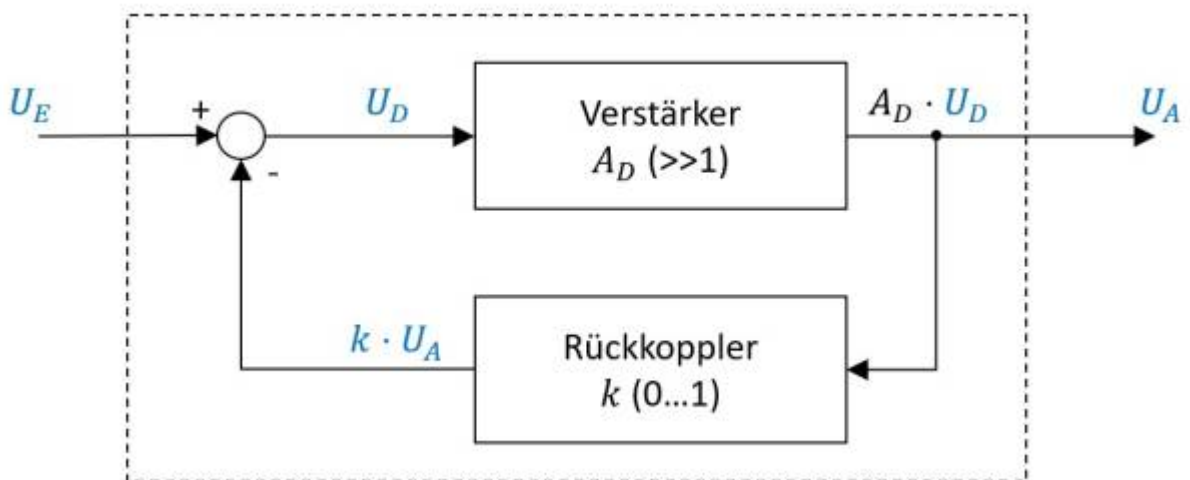 U_E
+
U_D
Verstärker
A_D (>>1)
A_D · U_D
U_A
-
k · U_A
Rückkoppler
k (0...1)